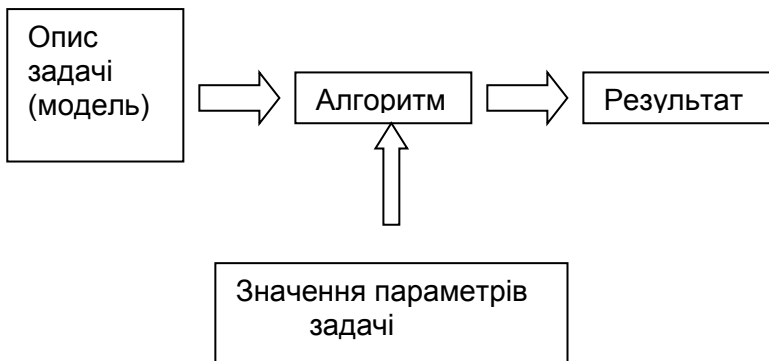 Опис
задачі
(модель)
Алгоритм
Результат
Значення параметрів
задачі